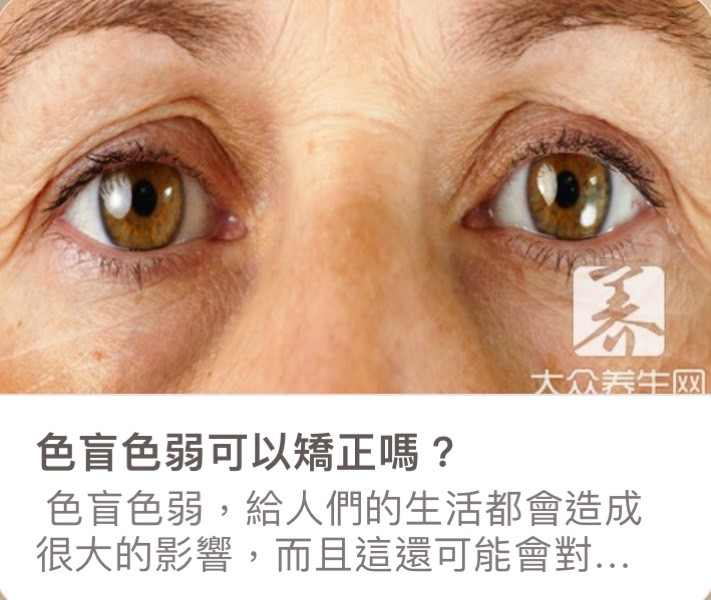 养
大众养生网
色盲色弱可以矯正嗎？
色盲色弱，給人們的生活都會造成
很大的影響，而且這還可能會對...